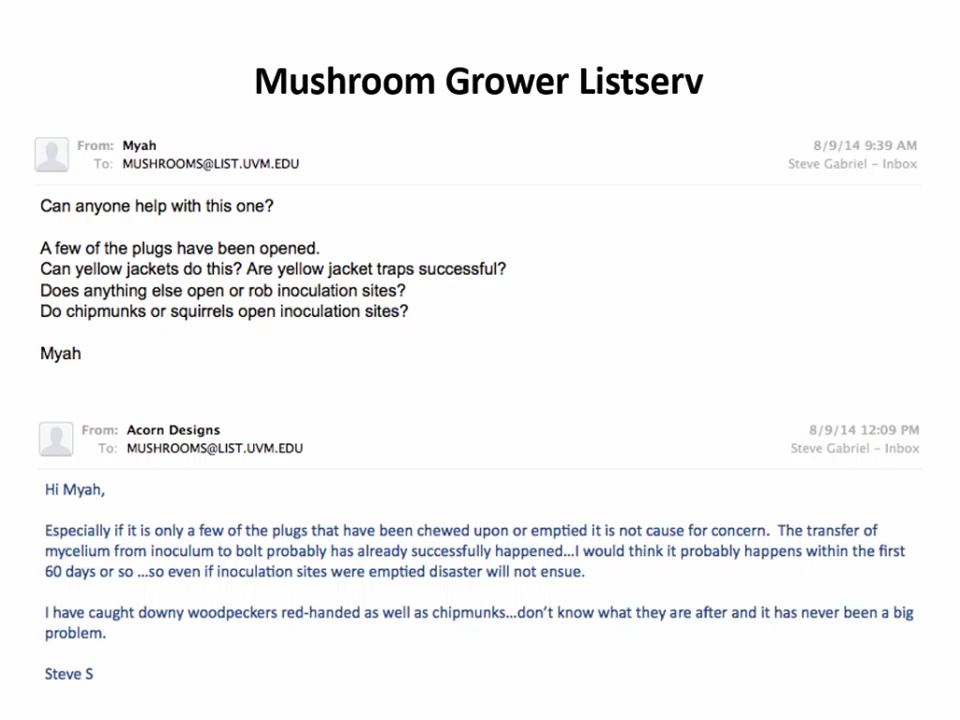 Mushroom Grower Listserv
From: Myah 8/9/14 9:39 AM
To: MUSHROOMS@LIST.UVM.EDU Steve Gabriel – Inbox
Can anyone help with this one?
A few of the plugs have been opened.
Can yellow jackets do this? Are yellow jacket traps successful?
Does anything else open or rob inoculation sites?
Do chipmunks or squirrels open inoculation sites?
Myah
From: Acorn Designs 8/9/14 12:09 PM
To: MUSHROOMS@LIST.UVM.EDU Steve Gabriel – Inbox
Hi Myah,
Especially if it is only a few of the plugs that have been chewed upon or emptied it is not cause for concern.  The transfer of
mycelium from inoculum to bolt probably has already successfully happened...I would think it probably happens within the first
60 days or so ...so even if inoculation sites were emptied disaster will not ensue.
I have caught downy woodpeckers red-handed as well as chipmunks...don't know what they are after and it has never been a big
problem.
Steve S